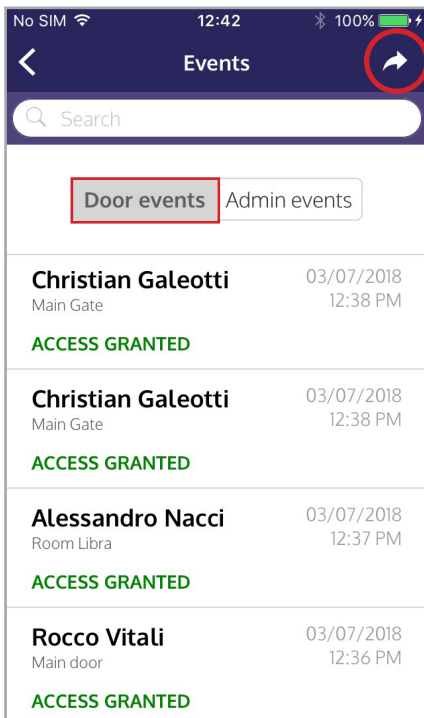 No SIM 12:42 100%
Events
Search
Door events Admin events
Christian Galeotti 03/07/2018
Main Gate 12:38 PM
ACCESS GRANTED
Christian Galeotti 03/07/2018
Main Gate 12:38 PM
ACCESS GRANTED
Alessandro Nacci 03/07/2018
Room Libra 12:37 PM
ACCESS GRANTED
Rocco Vitali 03/07/2018
Main door 12:36 PM
ACCESS GRANTED